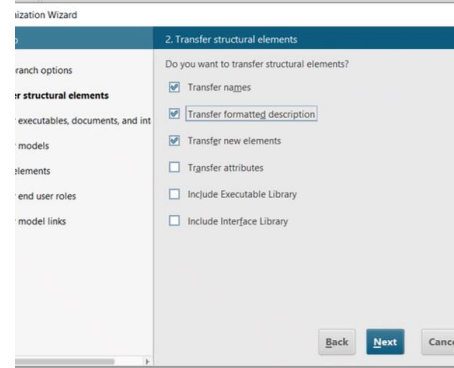 ization Wizard
2. Transfer structural elements
ranch options
er structural elements
executables, documents, and int
models
elements
end user roles
model links
Do you want to transfer structural elements?
Transfer names
Transfer formatted description
Transfer new elements
Transfer attributes
Include Executable Library
Include Interface Library
Back
Next
Cance